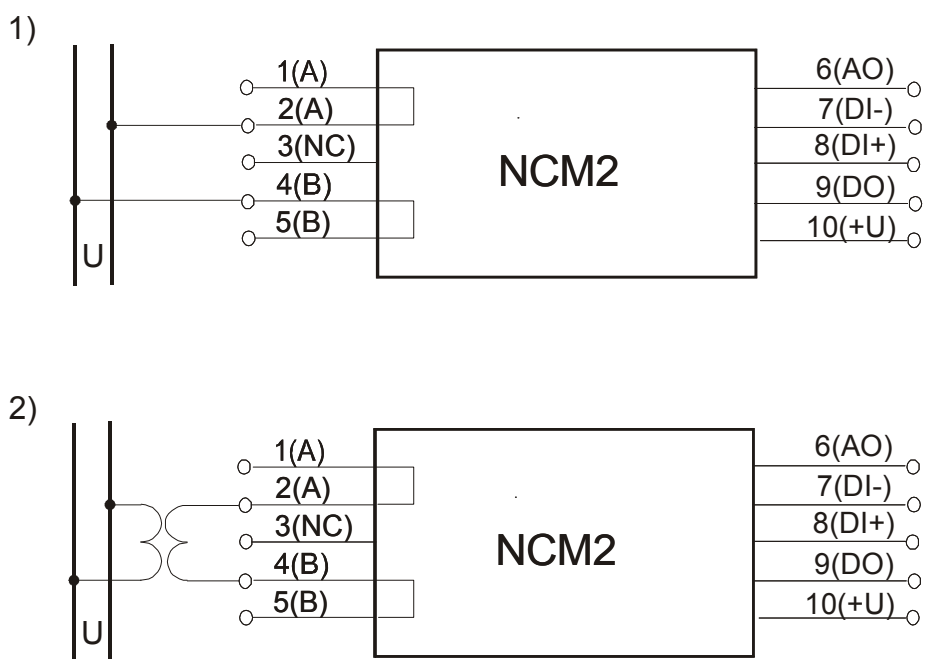 1)
1(A)
2(A)
3(NC)
4(B)
5(B)
U
NCM2
6(AO)
7(DI-)
8(DI+)
9(DO)
10(+U)
2)
1(A)
2(A)
3(NC)
4(B)
5(B)
U
NCM2
6(AO)
7(DI-)
8(DI+)
9(DO)
10(+U)